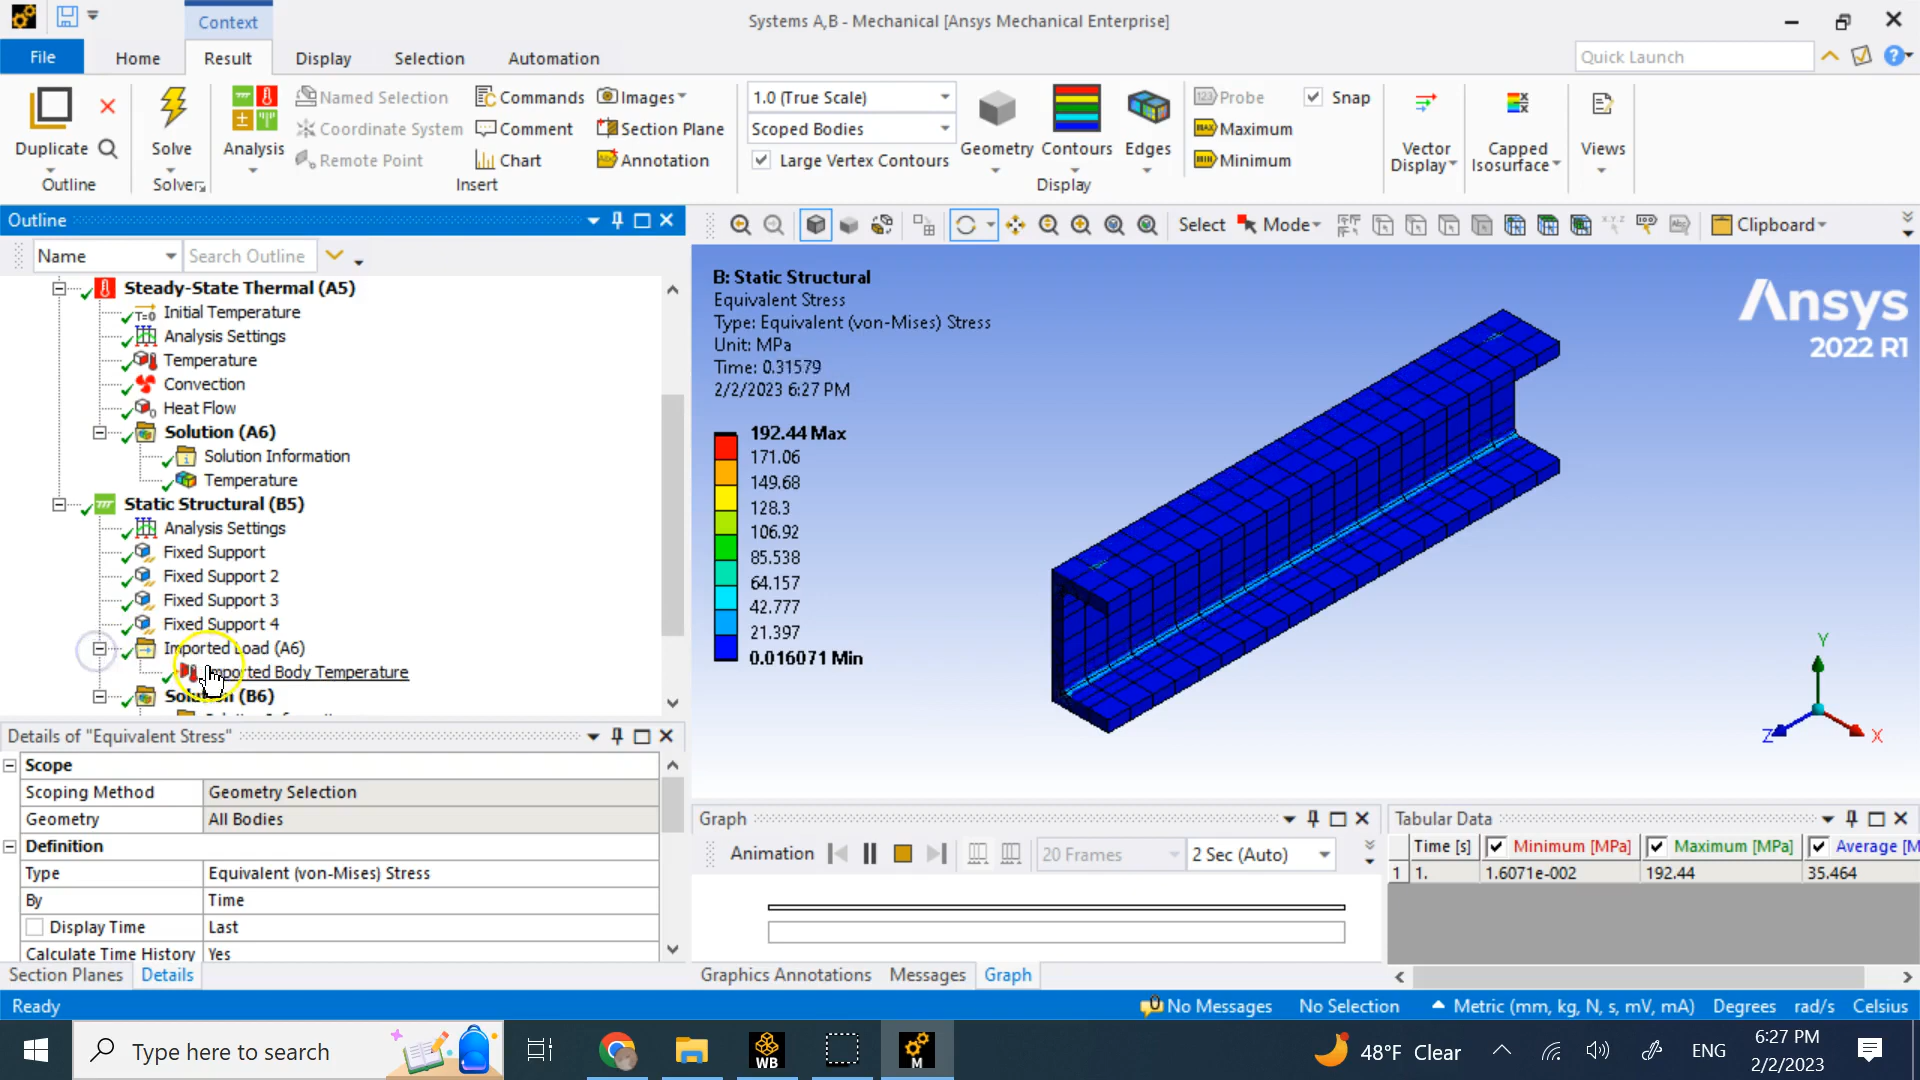 Context
Systems A,B - Mechanical [Ansys Mechanical Enterprise]
File
Home
Result
Display
Selection
Automation
Quick Launch
Duplicate
Outline
Solve
Solver
Analysis
Named Selection
Coordinate System
Remote Point
Commands
Comment
Chart
Images
Section Plane
Annotation
Insert
1.0 (True Scale)
Scoped Bodies
Large Vertex Contours
Geometry
Contours
Edges
Display
Probe
Maximum
Minimum
Snap
Vector
Display
Capped
Isosurface
Views
Outline
Name
Search Outline
Select
Mode
Clipboard
Steady-State Thermal (A5)
Initial Temperature
Analysis Settings
Temperature
Convection
Heat Flow
Solution (A6)
Solution Information
Temperature
Static Structural (B5)
Analysis Settings
Fixed Support
Fixed Support 2
Fixed Support 3
Fixed Support 4
Imported Load (A6)
Imported Body Temperature
Solution (B6)
B: Static Structural
Equivalent Stress
Type: Equivalent (von-Mises) Stress
Unit: MPa
Time: 0.31579
2/2/2023 6:27 PM
192.44 Max
171.06
149.68
128.3
106.92
85.538
64.157
42.777
21.397
0.016071 Min
Ansys
2022 R1
Y
Z
X
Details of "Equivalent Stress"
Scope
Scoping Method Geometry Selection
Geometry All Bodies
Definition
Type Equivalent (von-Mises) Stress
By Time
Display Time Last
Calculate Time History Yes
Section Planes
Details
Graph
Animation
20 Frames
2 Sec (Auto)
Graphics Annotations
Messages
Graph
Tabular Data
Time [s] Minimum [MPa] Maximum [MPa] Average [M
1 1. 1.6071e-002 192.44 35.464
Ready
No Messages
No Selection
Metric (mm, kg, N, s, mV, mA)
Degrees
rad/s
Celsius
Type here to search
WB
M
48°F Clear
ENG
6:27 PM
2/2/2023